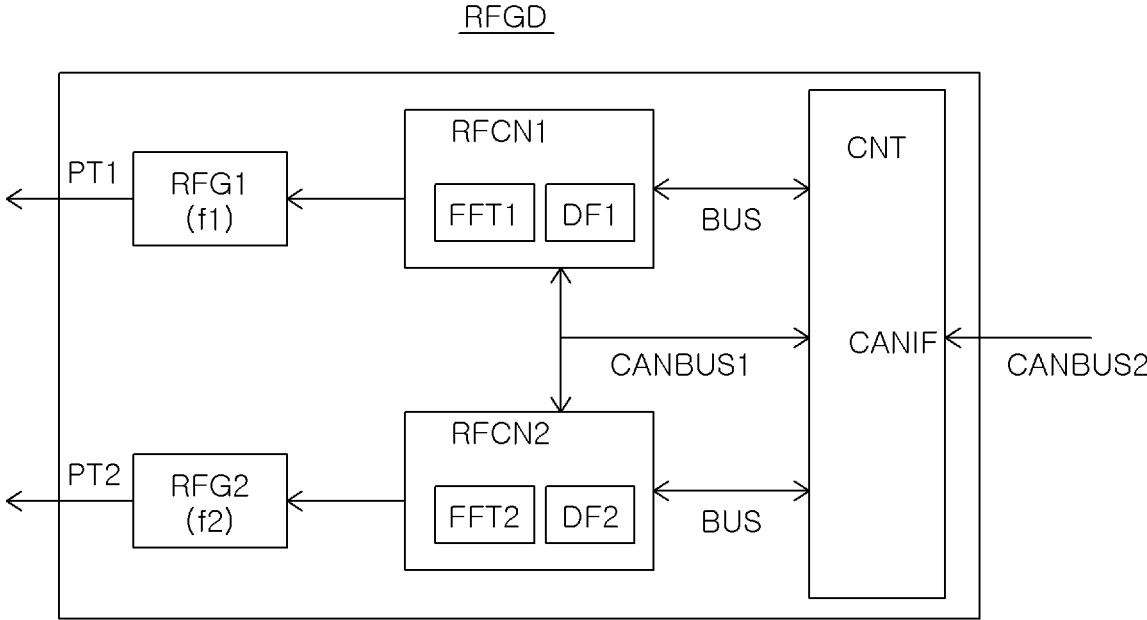 RFGD
RFCN1
CNT
PT1
RFG1
(f1)
FFT1
DF1
BUS
CANIF
CANBUS1
CANBUS2
RFCN2
PT2
RFG2
(f2)
FFT2
DF2
BUS